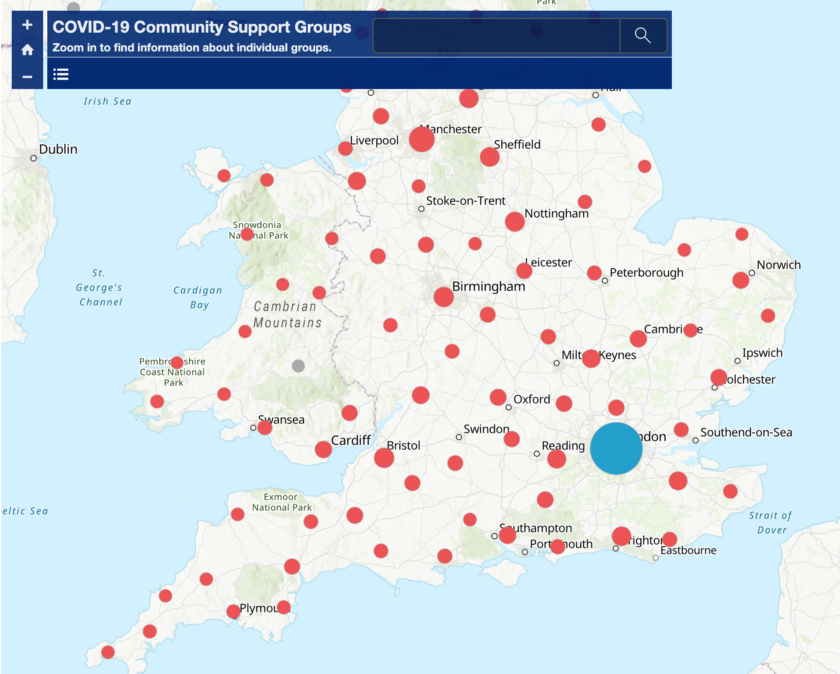 Park
COVID-19 Community Support Groups
Zoom in to find information about individual groups.
Irish Sea
Manchester
Dublin
Liverpool
Sheffield
Stoke-on-Trent
Nottingham
Snowdonia
National Park
Leicester
Norwich
St.
George's
Channel
Peterborough
Cardigan
Bay
Birmingham
Cambrian
Mountains
Cambridge
Milton Keynes
Ipswich
Pembrokeshire
Coast National
Park
Colchester
Oxford
Swansea
Swindon
London
Southend-on-Sea
Cardiff
Bristol
Reading
Exmoor
National Park
eltic Sea
Strait of
Dover
Southampton
Portsmouth
Brighton
Eastbourne
Plymouth